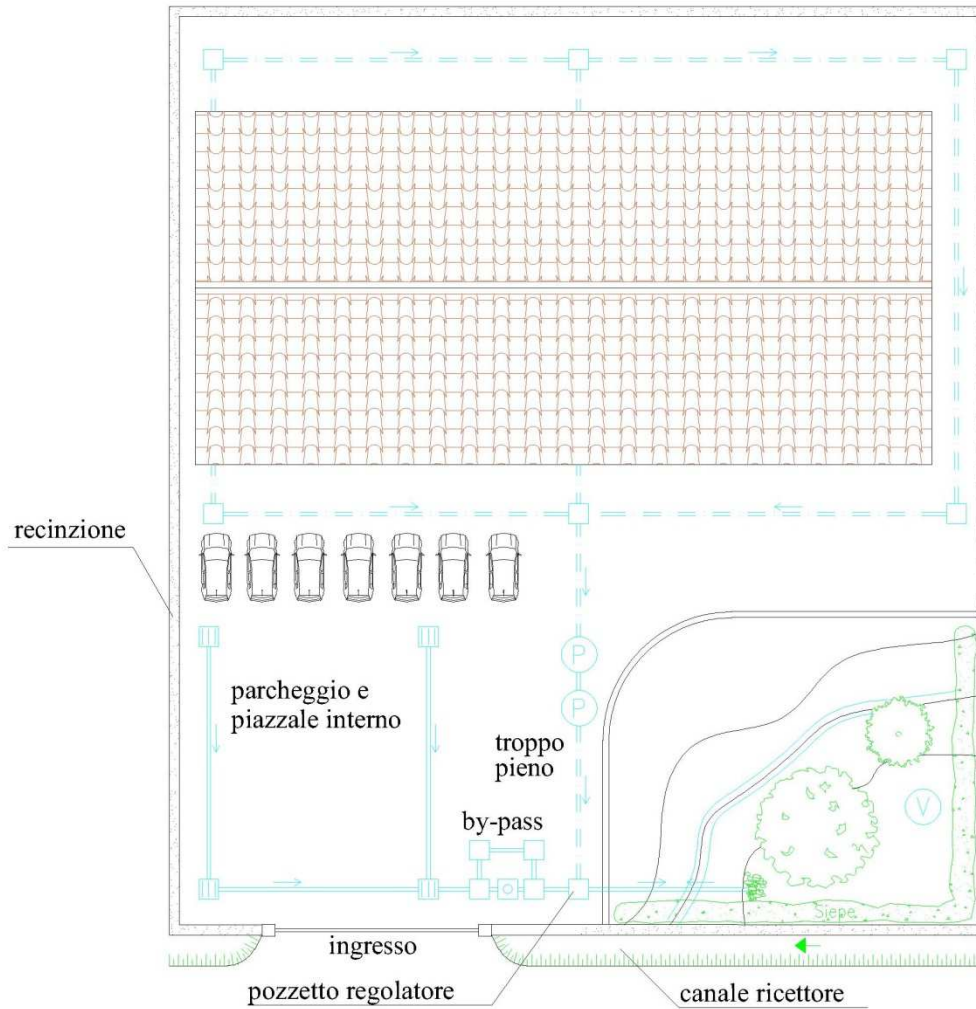 recinzione
parcheggio e
piazzale interno
P
P
troppo
pieno
by-pass
V
Siepe
ingresso
pozzetto regolatore
canale ricettore